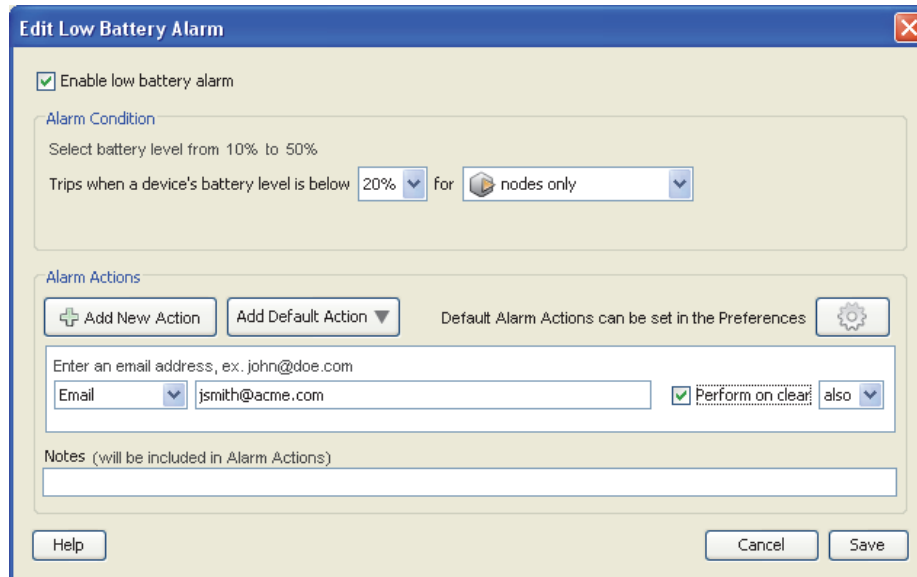 Edit Low Battery Alarm
Enable low battery alarm
Alarm Condition
Select battery level from 10% to 50%
Trips when a device's battery level is below 20% for nodes only
Alarm Actions
Add New Action Add Default Action Default Alarm Actions can be set in the Preferences
Enter an email address, ex. john@doe.com
Email jsmith@acme.com Perform on clear also
Notes (will be included in Alarm Actions)
Help Cancel Save